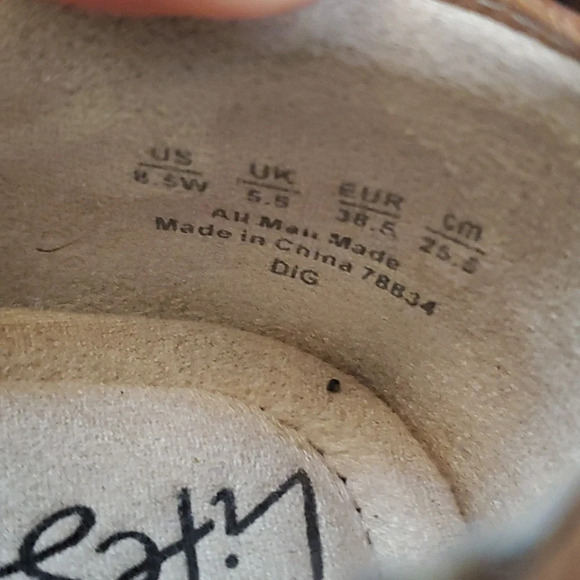 US UK EUR cm
8.5W 5.5 38.5 25.5
All Man Made
Made in China 78B34
DIG